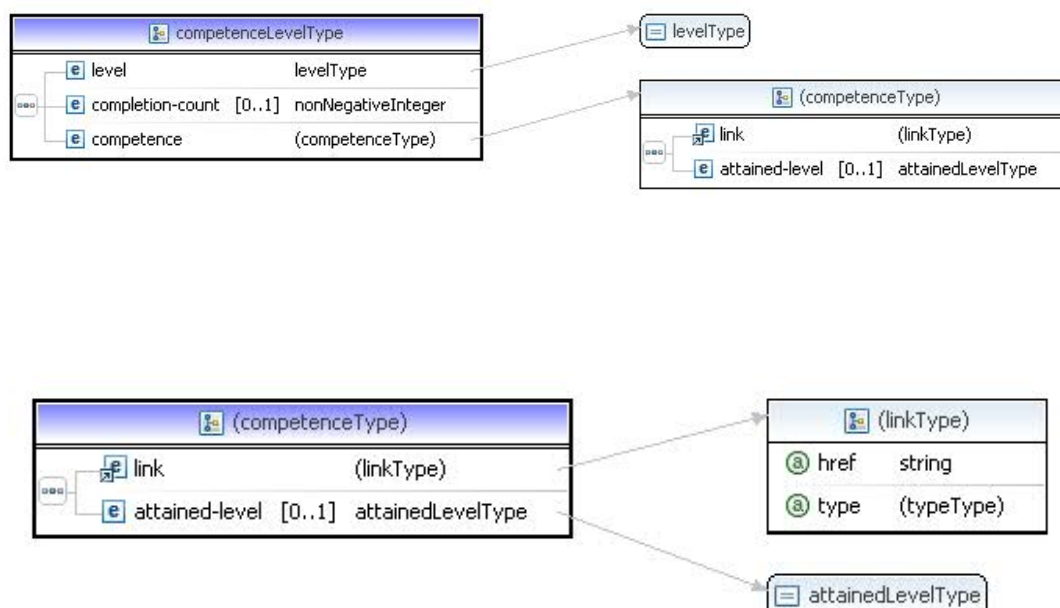 competenceLevelType
level levelType
completion-count [0..1] nonNegativeInteger
competence (competenceType)
levelType
(competenceType)
link (linkType)
attained-level [0..1] attainedLevelType
(competenceType)
link (linkType)
attained-level [0..1] attainedLevelType
(linkType)
href string
type (typeType)
attainedLevelType